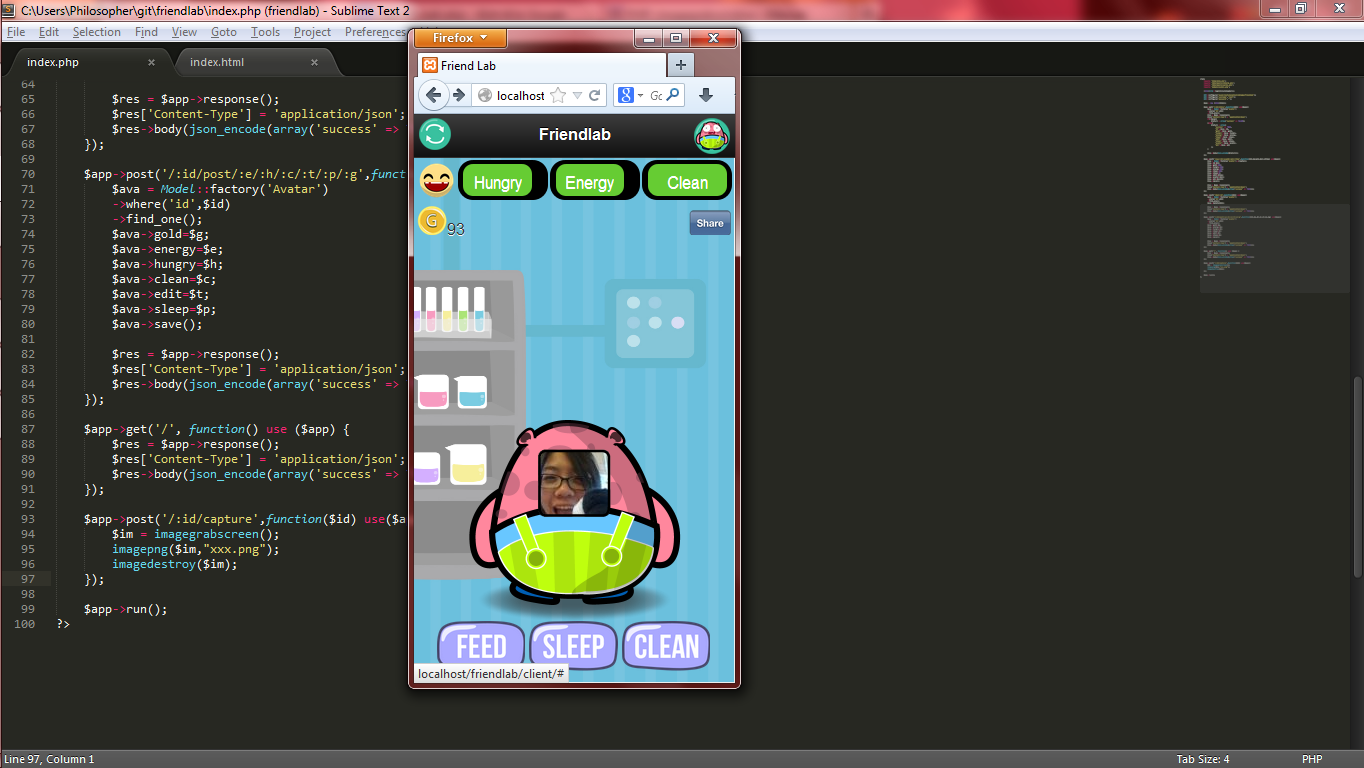 C:\Users\Philosopher\git\friendlab\index.php (friendlab) - Sublime Text 2
File Edit Selection Find View Goto Tools Project Preferences
index.php × index.html ×
64
65 $res = $app->response();
66 $res['Content-Type'] = 'application/json';
67 $res->body(json_encode(array('success' =>
68 });
69
70 $app->post('/:id/post/:e/:h/:c/:t/:p/:g',funct
71 $ava = Model::factory('Avatar')
72 ->where('id',$id)
73 ->find_one();
74 $ava->gold=$g;
75 $ava->energy=$e;
76 $ava->hungry=$h;
77 $ava->clean=$c;
78 $ava->edit=$t;
79 $ava->sleep=$p;
80 $ava->save();
81
82 $res = $app->response();
83 $res['Content-Type'] = 'application/json';
84 $res->body(json_encode(array('success' =>
85 });
86
87 $app->get('/', function() use ($app) {
88 $res = $app->response();
89 $res['Content-Type'] = 'application/json';
90 $res->body(json_encode(array('success' =>
91 });
92
93 $app->post('/:id/capture',function($id) use($a
94 $im = imagegrabscreen();
95 imagepng($im,"xxx.png");
96 imagedestroy($im);
97 });
98
99 $app->run();
100 ?>
Firefox
Friend Lab
localhost
Friendlab
Hungry Energy Clean
G 93 Share
FEED SLEEP CLEAN
localhost/friendlab/client/#
Line 97, Column 1 Tab Size: 4 PHP